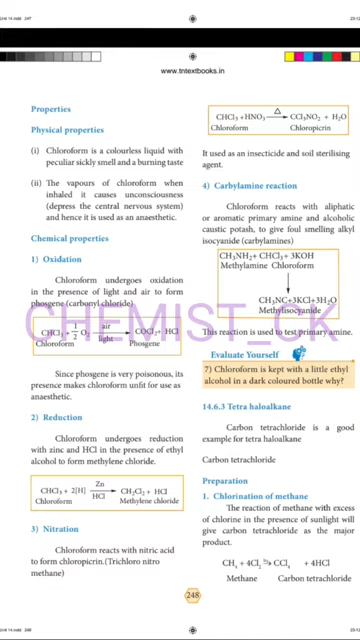 Unit 14.indd 247
www.tntextbooks.in
Properties
Physical properties
(i) Chloroform is a colourless liquid with
peculiar sickly smell and a burning taste
(ii) The vapours of chloroform when
inhaled it causes unconsciousness
(depress the central nervous system)
and hence it is used as an anaesthetic.
Chemical properties
1) Oxidation
Chloroform undergoes oxidation
in the presence of light and air to form
phosgene (carbonyl chloride)
CHCl₃ + 1/2 O₂ air light → COCl₂ + HCl
Chloroform Phosgene
Since phosgene is very poisonous, its
presence makes chloroform unfit for use as
anaesthetic.
2) Reduction
Chloroform undergoes reduction
with zinc and HCl in the presence of ethyl
alcohol to form methylene chloride.
CHCl₃ + 2[H] Zn HCl → CH₂Cl₂ + HCl
Chloroform Methylene chloride
3) Nitration
Chloroform reacts with nitric acid
to form chloropicrin.(Trichloro nitro
methane)
CHCl₃ +HNO₃ Δ → CCl₃NO₂ + H₂O
Chloroform Chloropicrin
It used as an insecticide and soil sterilising
agent.
4) Carbylamine reaction
Chloroform reacts with aliphatic
or aromatic primary amine and alcoholic
caustic potash, to give foul smelling alkyl
isocyanide (carbylamines)
CH₃NH₂+ CHCl₃ + 3KOH
Methylamine Chloroform
↓
CH₃NC+3KCl+3H₂O
Methylisocyanide
This reaction is used to test primary amine.
Evaluate Yourself
7) Chloroform is kept with a little ethyl
alcohol in a dark coloured bottle why?
14.6.3 Tetra haloalkane
Carbon tetrachloride is a good
example for tetra haloalkane
Carbon tetrachloride
Preparation
1. Chlorination of methane
The reaction of methane with excess
of chlorine in the presence of sunlight will
give carbon tetrachloride as the major
product.
CH₄ + 4Cl₂ → CCl₄ + 4HCl
Methane Carbon tetrachloride
248
CHEMIST_CK
Unit 14.indd 248